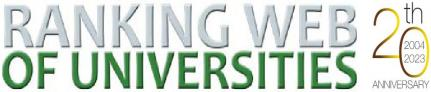 RANKING WEB
OF UNIVERSITIES
20th
2004
2023
ANNIVERSARY